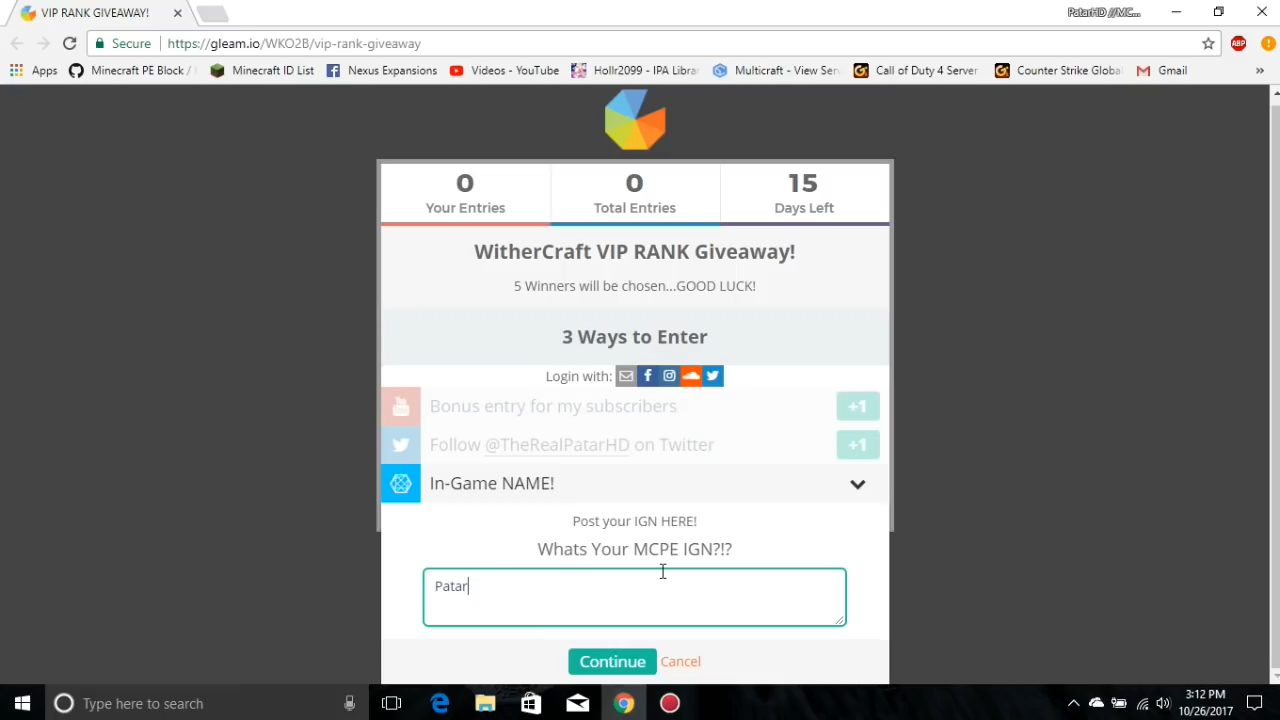 VIP RANK GIVEAWAY!
PatarHD //MC...
Secure https://gleam.io/WKO2B/vip-rank-giveaway
ABP
Apps Minecraft PE Block / Minecraft ID List Nexus Expansions Videos - YouTube Hollr2099 - IPA Libra Multicraft - View Serv Call of Duty 4 Server Counter Strike Global Gmail »
0 0 15
Your Entries Total Entries Days Left
WitherCraft VIP RANK Giveaway!
5 Winners will be chosen...GOOD LUCK!
3 Ways to Enter
Login with:
Bonus entry for my subscribers +1
Follow @TheRealPatarHD on Twitter +1
In-Game NAME!
Post your IGN HERE!
Whats Your MCPE IGN?!?
Patar
Continue Cancel
Type here to search
3:12 PM
10/26/2017